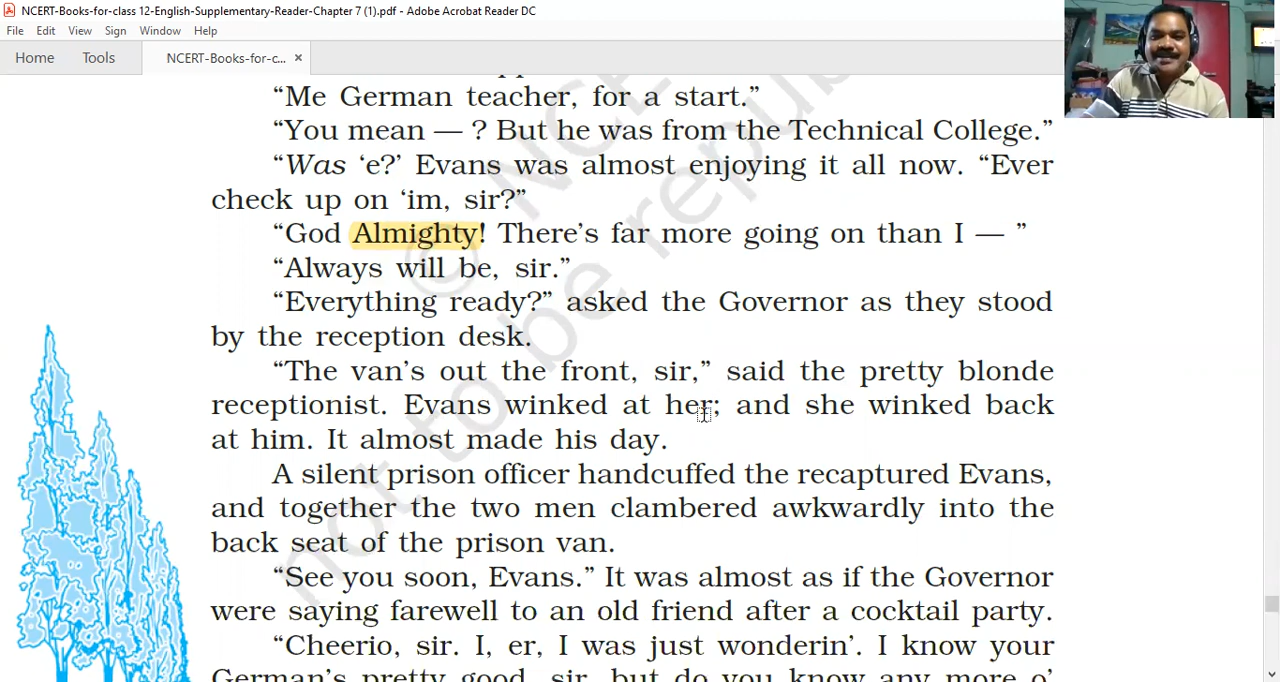 NCERT-Books-for-class 12-English-Supplementary-Reader-Chapter 7 (1).pdf - Adobe Acrobat Reader DC
File Edit View Sign Window Help
Home Tools NCERT-Books-for-c... ×
“Me German teacher, for a start.”
“You mean — ? But he was from the Technical College.”
“Was ‘e?’ Evans was almost enjoying it all now. “Ever
check up on ‘im, sir?”
“God Almighty! There’s far more going on than I — ”
“Always will be, sir.”
“Everything ready?” asked the Governor as they stood
by the reception desk.
“The van’s out the front, sir,” said the pretty blonde
receptionist. Evans winked at her; and she winked back
at him. It almost made his day.
A silent prison officer handcuffed the recaptured Evans,
and together the two men clambered awkwardly into the
back seat of the prison van.
“See you soon, Evans.” It was almost as if the Governor
were saying farewell to an old friend after a cocktail party.
“Cheerio, sir. I, er, I was just wonderin’. I know your
German’s pretty good, sir, but do you know any more o’
© NCE
not to be repub